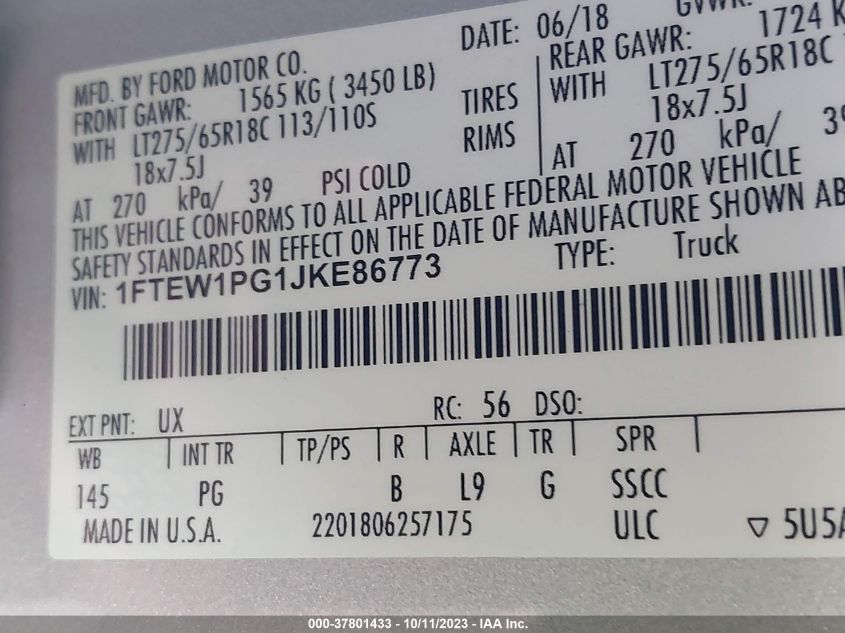 DATE: 06/18 GVWR:
MFD. BY FORD MOTOR CO.
FRONT GAWR: 1565 KG ( 3450 LB) REAR GAWR: 1724 K
WITH LT275/65R18C 113/110S TIRES WITH LT275/65R18C
18x7.5J RIMS 18x7.5J
AT 270 kPa/ 39 PSI COLD AT 270 kPa/ 39
THIS VEHICLE CONFORMS TO ALL APPLICABLE FEDERAL MOTOR VEHICLE
SAFETY STANDARDS IN EFFECT ON THE DATE OF MANUFACTURE SHOWN AB
VIN: 1FTEW1PG1JKE86773 TYPE: Truck
EXT PNT: UX RC: 56 DSO:
WB INT TR TP/PS R AXLE TR SPR
145 PG B L9 G SSCC
MADE IN U.S.A. 2201806257175 ULC ▽ 5U5A
000-37801433 - 10/11/2023 - IAA Inc.